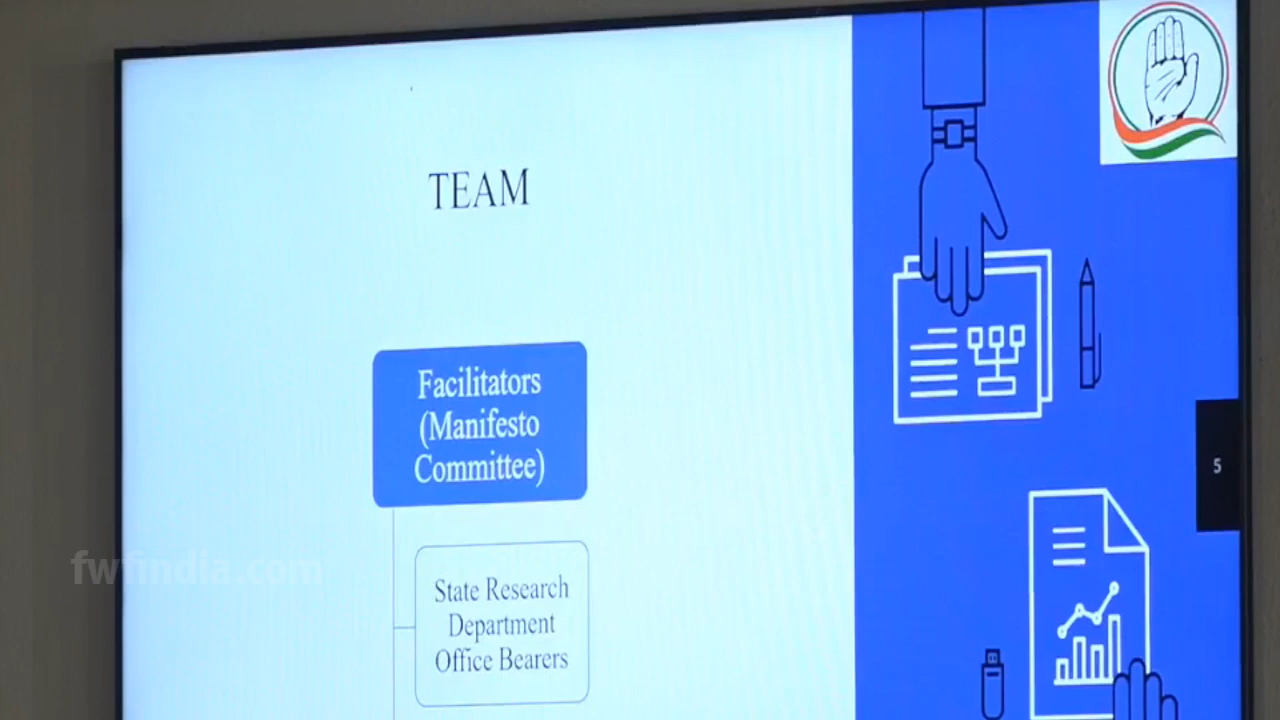 TEAM
Facilitators
(Manifesto
Committee)
5
fwfindia.com
State Research
Department
Office Bearers